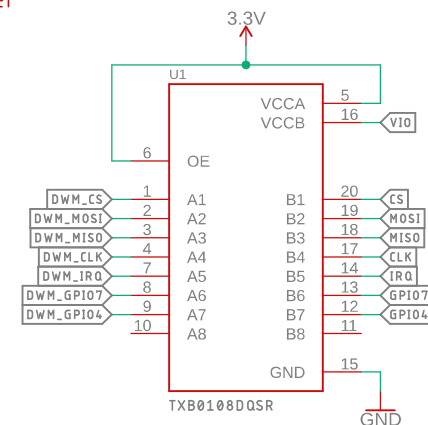 3.3V
U1
VCCA 5
VCCB 16 VIO
6 OE
DWM_CS 1 A1 B1 20 CS
DWM_MOSI 2 A2 B2 19 MOSI
DWM_MISO 3 A3 B3 18 MISO
DWM_CLK 4 A4 B4 17 CLK
DWM_IRQ 7 A5 B5 14 IRQ
DWM_GPIO7 8 A6 B6 13 GPIO7
DWM_GPIO4 9 A7 B7 12 GPIO4
10 A8 B8 11
GND 15
TXB0108DQSR
GND